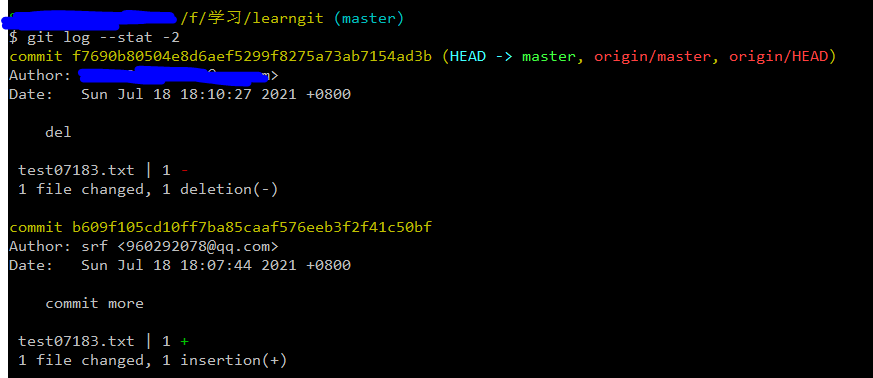 /f/学习/learngit (master)
$ git log --stat -2
commit f7690b80504e8d6aef5299f8275a73ab7154ad3b (HEAD -> master, origin/master, origin/HEAD)
Author: >
Date:   Sun Jul 18 18:10:27 2021 +0800
del
test07183.txt | 1 -
1 file changed, 1 deletion(-)
commit b609f105cd10ff7ba85caaf576eeb3f2f41c50bf
Author: srf <960292078@qq.com>
Date:   Sun Jul 18 18:07:44 2021 +0800
commit more
test07183.txt | 1 +
1 file changed, 1 insertion(+)